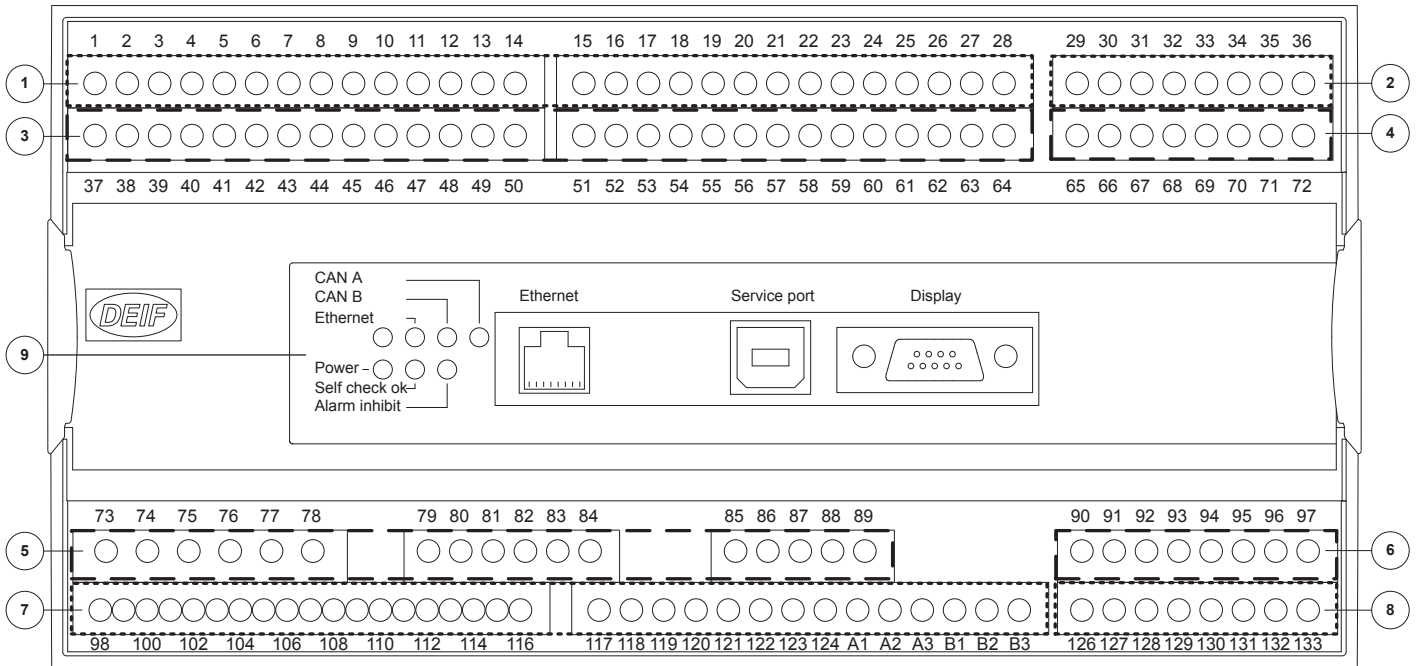 1 2 3 4 5 6 7 8 9 10 11 12 13 14 15 16 17 18 19 20 21 22 23 24 25 26 27 28 29 30 31 32 33 34 35 36
1 2
3 4
37 38 39 40 41 42 43 44 45 46 47 48 49 50 51 52 53 54 55 56 57 58 59 60 61 62 63 64 65 66 67 68 69 70 71 72
DEIF
9
CAN A
CAN B
Ethernet
Power
Self check ok
Alarm inhibit
Ethernet Service port Display
73 74 75 76 77 78 79 80 81 82 83 84 85 86 87 88 89 90 91 92 93 94 95 96 97
5 6
7 8
98 100 102 104 106 108 110 112 114 116 117 118 119 120 121 122 123 124 A1 A2 A3 B1 B2 B3 126 127 128 129 130 131 132 133